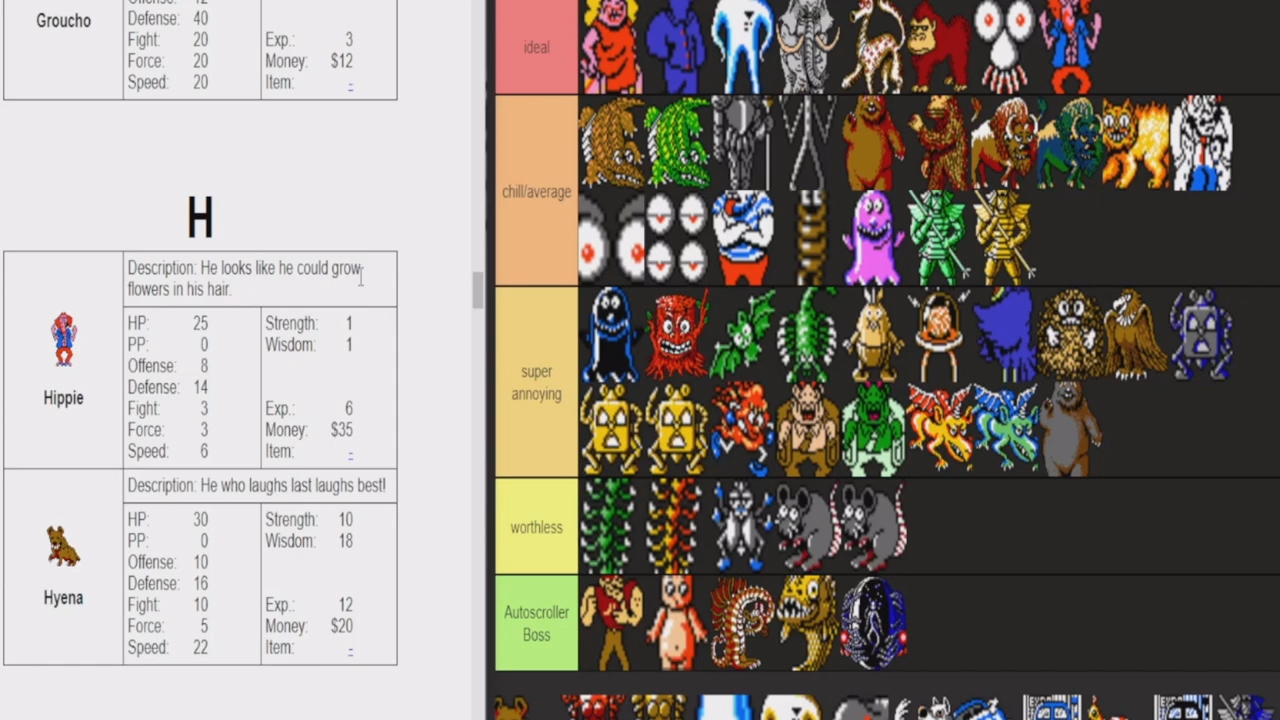 Offense: 12
Groucho
Defense: 40
Fight: 20 Exp.: 3
Force: 20 Money: $12
Speed: 20 Item: -
H
Description: He looks like he could grow
flowers in his hair.
HP: 25 Strength: 1
PP: 0 Wisdom: 1
Offense: 8
Defense: 14
Hippie
Fight: 3 Exp.: 6
Force: 3 Money: $35
Speed: 6 Item: -
Description: He who laughs last laughs best!
HP: 30 Strength: 10
PP: 0 Wisdom: 18
Offense: 10
Defense: 16
Hyena
Fight: 10 Exp.: 12
Force: 5 Money: $20
Speed: 22 Item: -
ideal
chill/average
super
annoying
worthless
Autoscroller
Boss